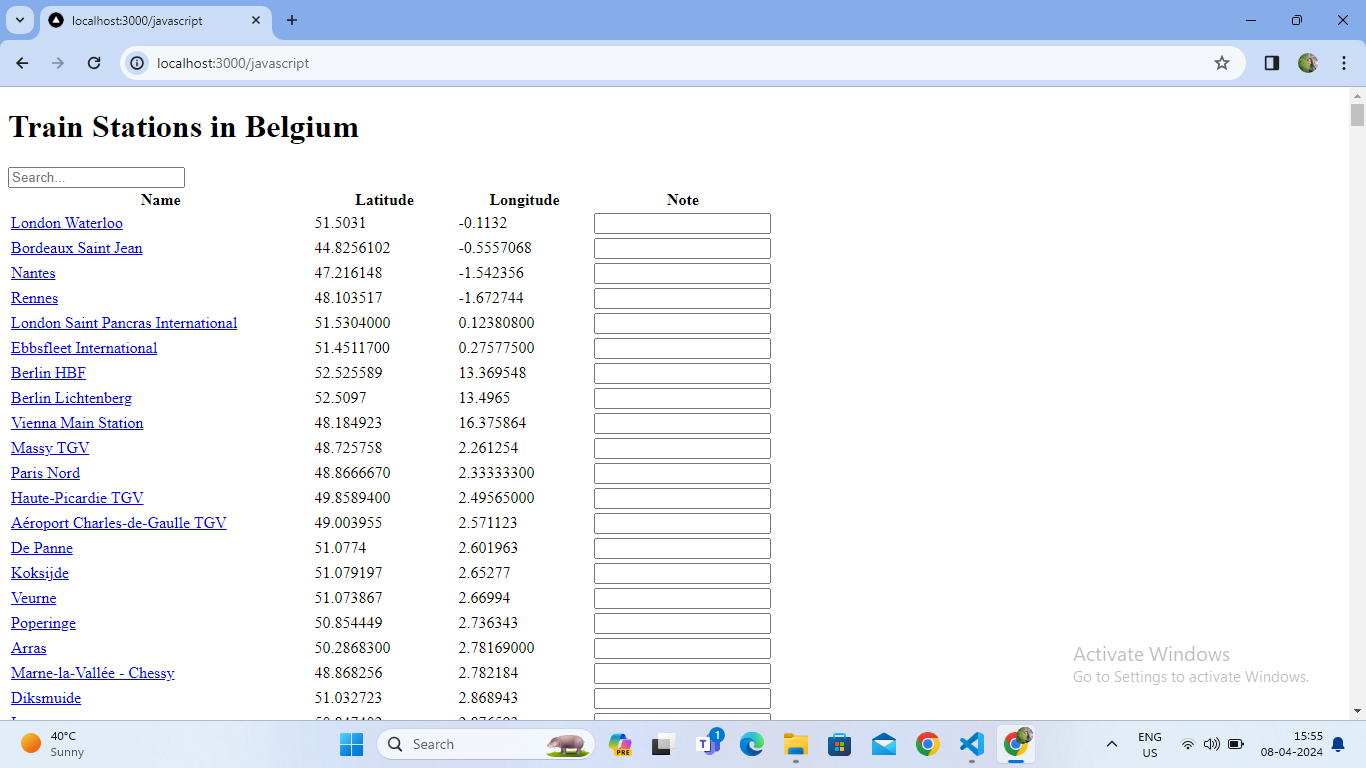 localhost:3000/javascript
localhost:3000/javascript
Train Stations in Belgium
Search...
Name Latitude Longitude Note
London Waterloo 51.5031 -0.1132
Bordeaux Saint Jean 44.8256102 -0.5557068
Nantes 47.216148 -1.542356
Rennes 48.103517 -1.672744
London Saint Pancras International 51.5304000 0.12380800
Ebbsfleet International 51.4511700 0.27577500
Berlin HBF 52.525589 13.369548
Berlin Lichtenberg 52.5097 13.4965
Vienna Main Station 48.184923 16.375864
Massy TGV 48.725758 2.261254
Paris Nord 48.8666670 2.33333300
Haute-Picardie TGV 49.8589400 2.49565000
Aéroport Charles-de-Gaulle TGV 49.003955 2.571123
De Panne 51.0774 2.601963
Koksijde 51.079197 2.65277
Veurne 51.073867 2.66994
Poperinge 50.854449 2.736343
Arras 50.2868300 2.78169000
Marne-la-Vallée - Chessy 48.868256 2.782184
Diksmuide 51.032723 2.868943
Activate Windows
Go to Settings to activate Windows.
40°C
Sunny
Search
PRE
1
ENG
US
15:55
08-04-2024